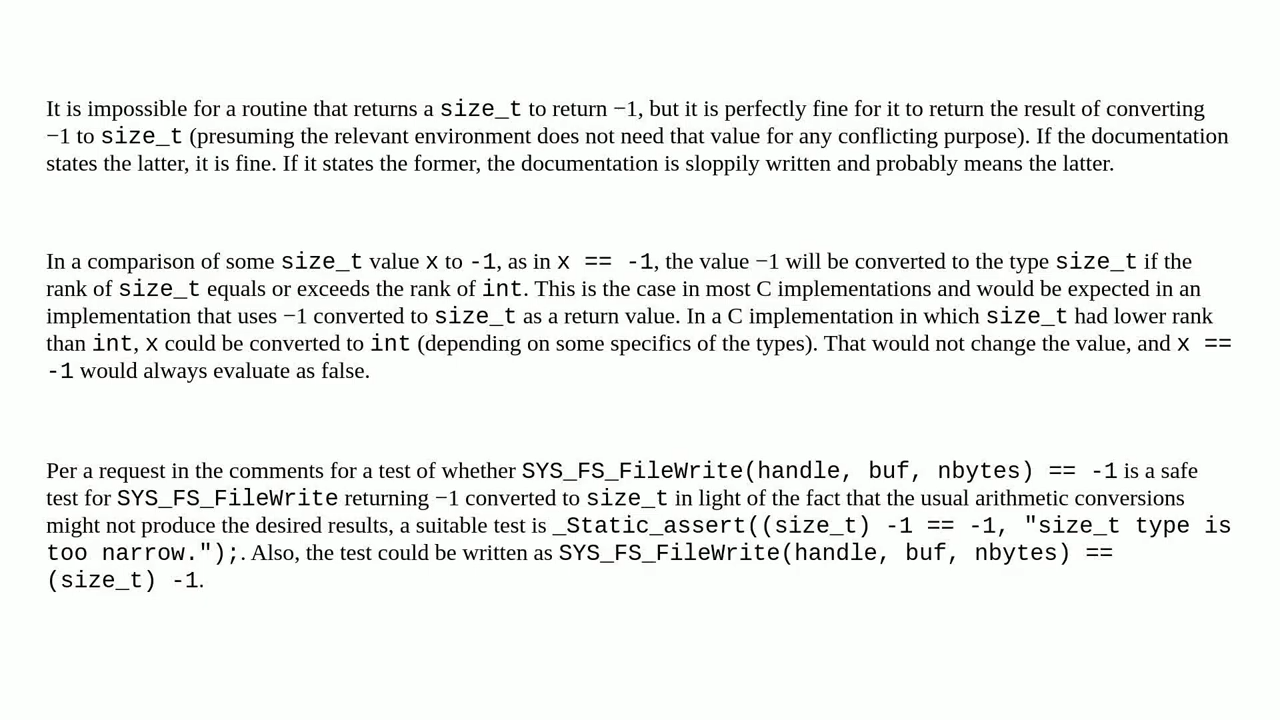 It is impossible for a routine that returns a size_t to return −1, but it is perfectly fine for it to return the result of converting
−1 to size_t (presuming the relevant environment does not need that value for any conflicting purpose). If the documentation
states the latter, it is fine. If it states the former, the documentation is sloppily written and probably means the latter.
In a comparison of some size_t value x to -1, as in x == -1, the value −1 will be converted to the type size_t if the
rank of size_t equals or exceeds the rank of int. This is the case in most C implementations and would be expected in an
implementation that uses −1 converted to size_t as a return value. In a C implementation in which size_t had lower rank
than int, x could be converted to int (depending on some specifics of the types). That would not change the value, and x ==
-1 would always evaluate as false.
Per a request in the comments for a test of whether SYS_FS_FileWrite(handle, buf, nbytes) == -1 is a safe
test for SYS_FS_FileWrite returning −1 converted to size_t in light of the fact that the usual arithmetic conversions
might not produce the desired results, a suitable test is _Static_assert((size_t) -1 == -1, "size_t type is
too narrow.");. Also, the test could be written as SYS_FS_FileWrite(handle, buf, nbytes) ==
(size_t) -1.